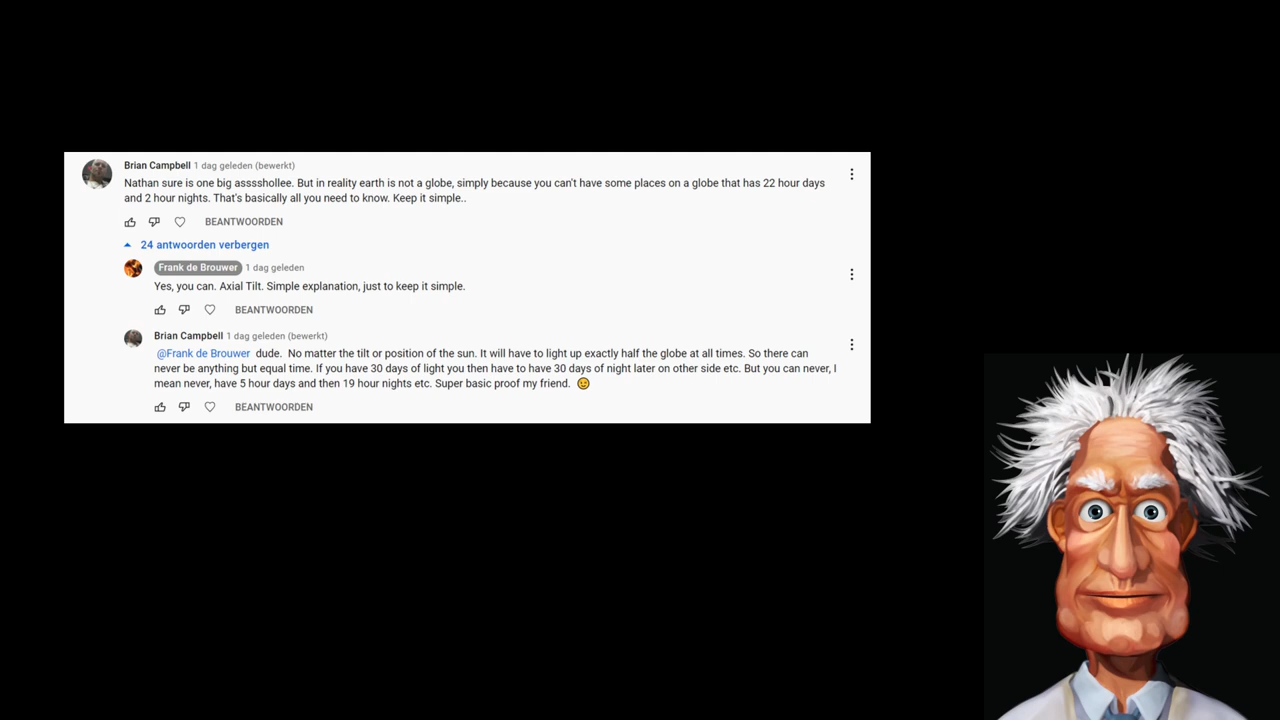 Brian Campbell 1 dag geleden (bewerkt)
Nathan sure is one big asssshollee. But in reality earth is not a globe, simply because you can't have some places on a globe that has 22 hour days
and 2 hour nights. That's basically all you need to know. Keep it simple..
BEANTWOORDEN
24 antwoorden verbergen
Frank de Brouwer 1 dag geleden
Yes, you can. Axial Tilt. Simple explanation, just to keep it simple.
BEANTWOORDEN
Brian Campbell 1 dag geleden (bewerkt)
@Frank de Brouwer dude. No matter the tilt or position of the sun. It will have to light up exactly half the globe at all times. So there can
never be anything but equal time. If you have 30 days of light you then have to have 30 days of night later on other side etc. But you can never, I
mean never, have 5 hour days and then 19 hour nights etc. Super basic proof my friend. 😉
BEANTWOORDEN